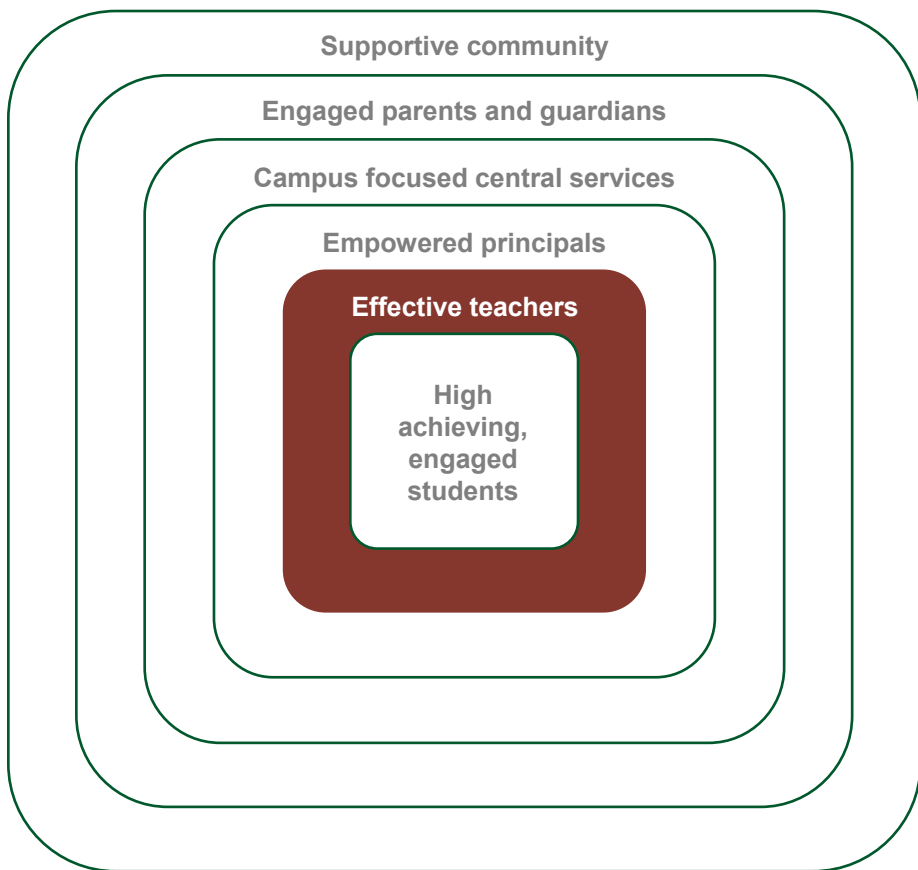 Supportive community
Engaged parents and guardians
Campus focused central services
Empowered principals
Effective teachers
High
achieving,
engaged
students